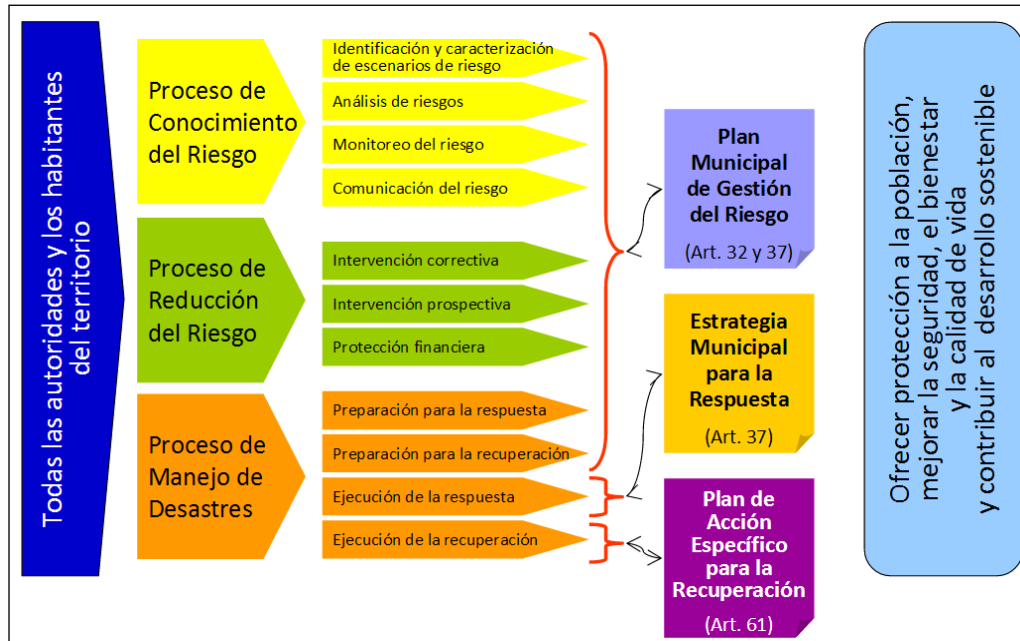 Todas las autoridades y los habitantes
del territorio
Proceso de
Conocimiento
del Riesgo
Identificación y caracterización
de escenarios de riesgo
Análisis de riesgos
Monitoreo del riesgo
Comunicación del riesgo
Proceso de
Reducción
del Riesgo
Intervención correctiva
Intervención prospectiva
Protección financiera
Proceso de
Manejo de
Desastres
Preparación para la respuesta
Preparación para la recuperación
Ejecución de la respuesta
Ejecución de la recuperación
Plan
Municipal
de Gestión
del Riesgo
(Art. 32 y 37)
Estrategia
Municipal
para la
Respuesta
(Art. 37)
Plan de
Acción
Específico
para la
Recuperación
(Art. 61)
Ofrecer protección a la población,
mejorar la seguridad, el bienestar
y la calidad de vida
y contribuir al desarrollo sostenible